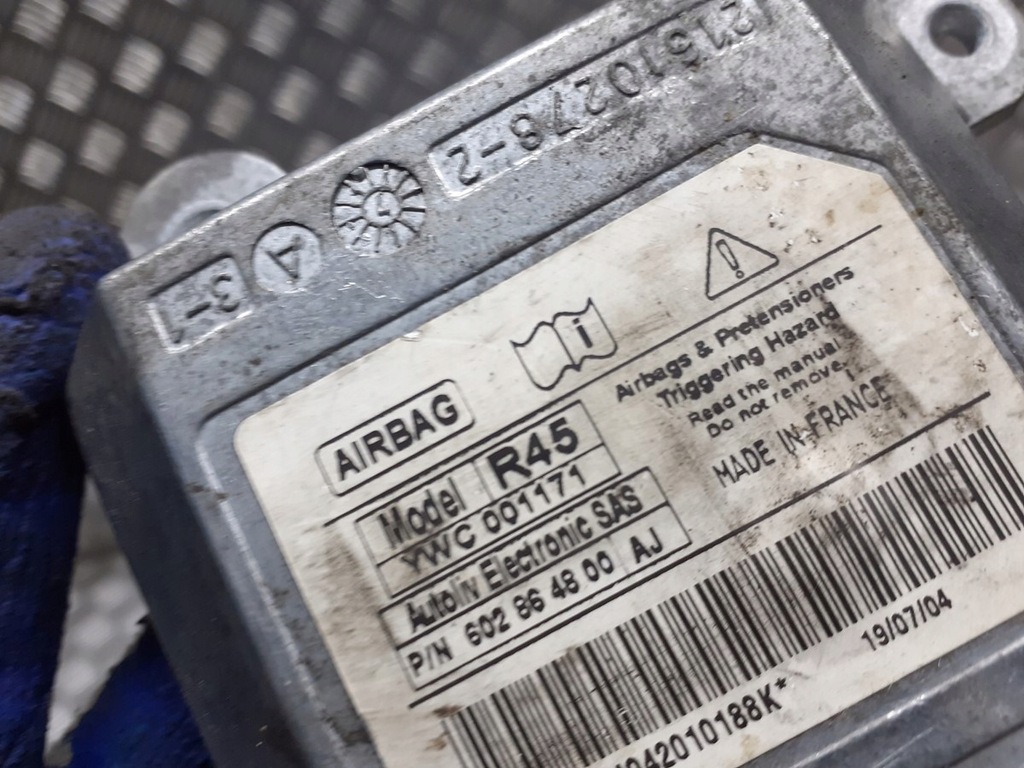 21510278-2
A
3-1
AIRBAG
i
!
Airbags & Pretensioners
Triggering Hazard
Read the manual
Do not remove
MADE IN FRANCE
Model R45
YWC 001171
Autoliv Electronic SAS
P/N 602 86 48 00 AJ
19/07/04
042010188K*